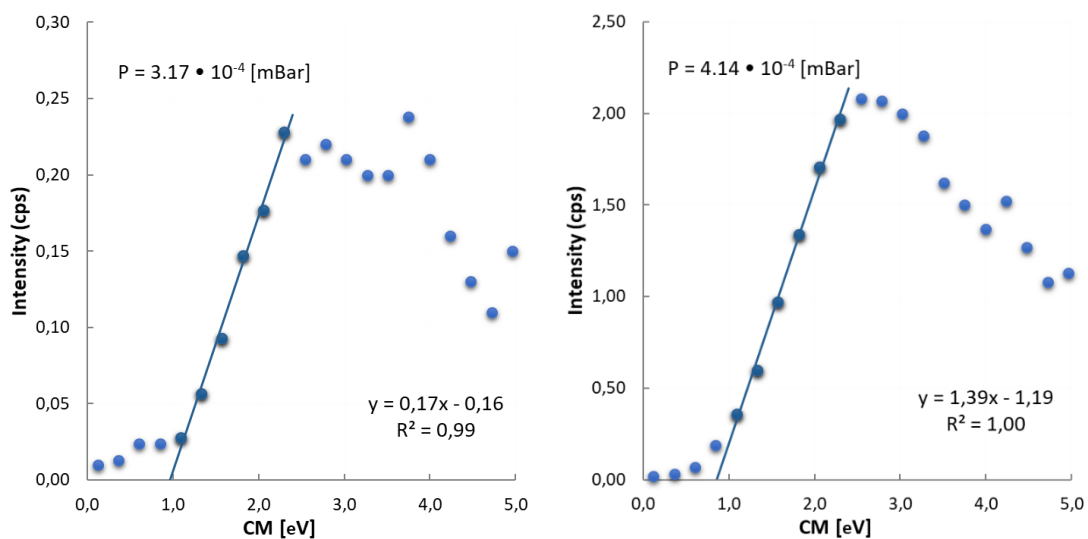 0,30
P = 3.17 • 10⁻⁴ [mBar]
0,25
0,20
0,15
0,10
0,05
0,00
Intensity (cps)
y = 0,17x - 0,16
R² = 0,99
0,0 1,0 2,0 3,0 4,0 5,0
CM [eV]
2,50
P = 4.14 • 10⁻⁴ [mBar]
2,00
1,50
1,00
0,50
0,00
Intensity (cps)
y = 1,39x - 1,19
R² = 1,00
0,0 1,0 2,0 3,0 4,0 5,0
CM [eV]